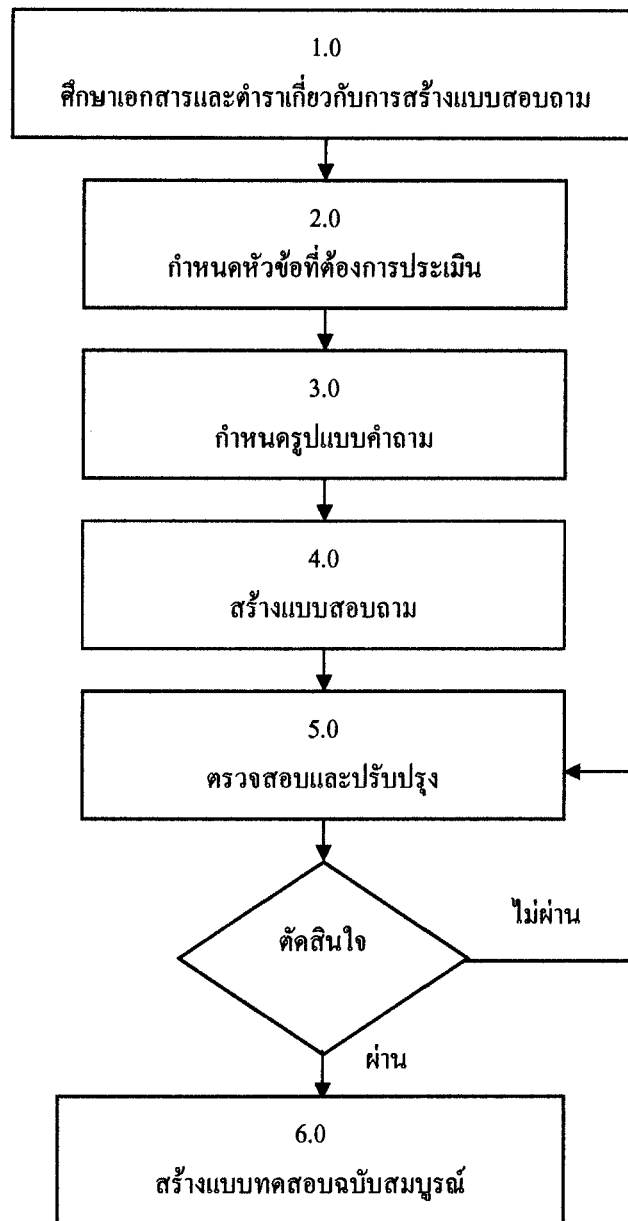 1.0
ศึกษาเอกสารและตำราเกี่ยวกับการสร้างแบบสอบถาม
2.0
กำหนดหัวข้อที่ต้องการประเมิน
3.0
กำหนดรูปแบบคำถาม
4.0
สร้างแบบสอบถาม
5.0
ตรวจสอบและปรับปรุง
ไม่ผ่าน
ตัดสินใจ
ผ่าน
6.0
สร้างแบบทดสอบฉบับสมบูรณ์